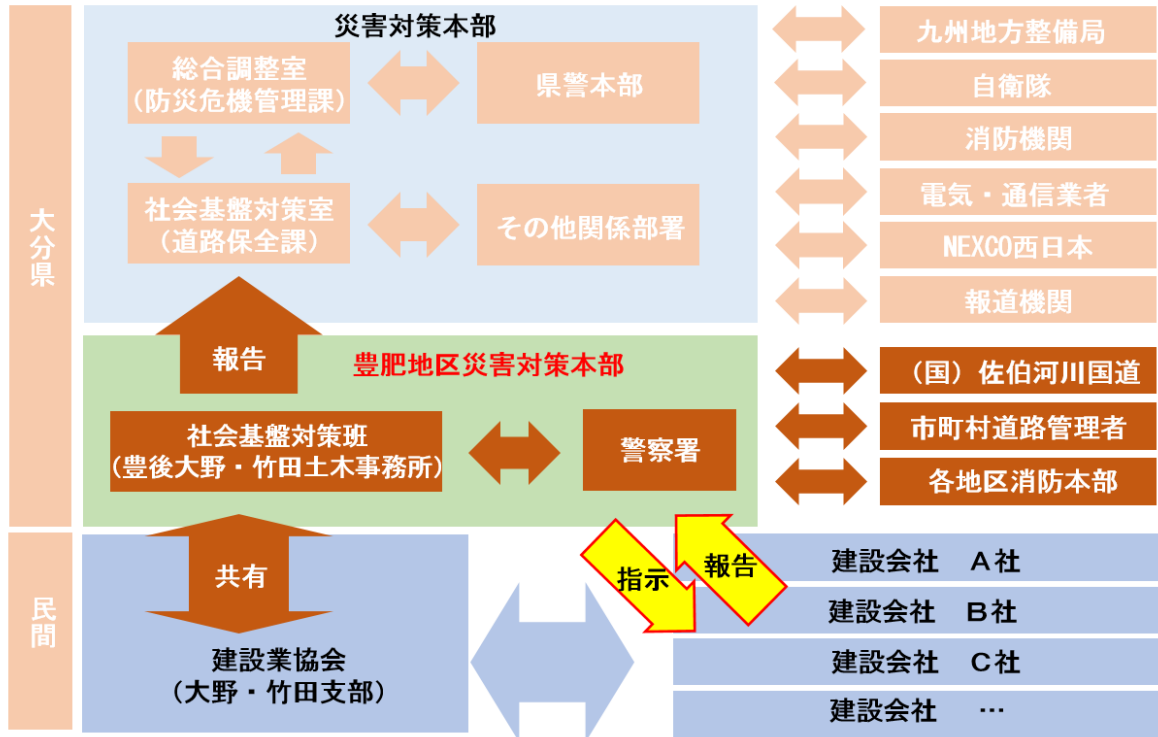 大分県
災害対策本部
総合調整室
（防災危機管理課）
県警本部
社会基盤対策室
（道路保全課）
その他関係部署
九州地方整備局
自衛隊
消防機関
電気・通信業者
NEXCO西日本
報道機関
報告
豊肥地区災害対策本部
社会基盤対策班
（豊後大野・竹田土木事務所）
警察署
（国）佐伯河川国道
市町村道路管理者
各地区消防本部
民間
共有
建設業協会
（大野・竹田支部）
指示
報告
建設会社　A社
建設会社　B社
建設会社　C社
建設会社　…